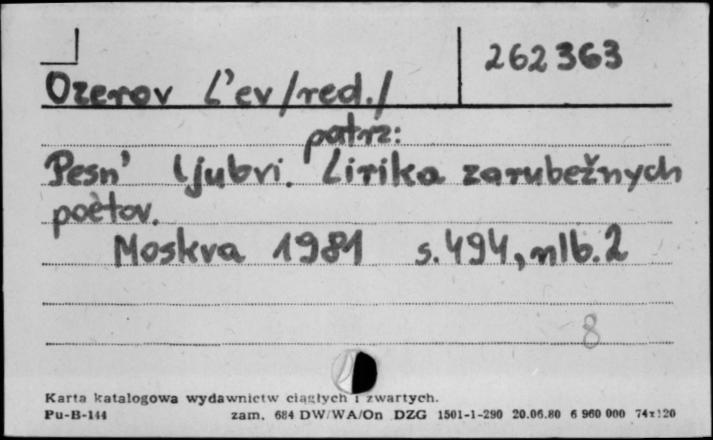 262363
Ozerov L'ev /red./
patrz:
Pesn' ljubvi. Lirika zarubežnych
poètov.
Moskva 1981 s. 494, nlb. 2
8
Karta katalogowa wydawnictw ciągłych i zwartych.
Pu-B-144 zam. 684 DW/WA/On DZG 1501-1-290 20.06.80 6 960 000 74x120